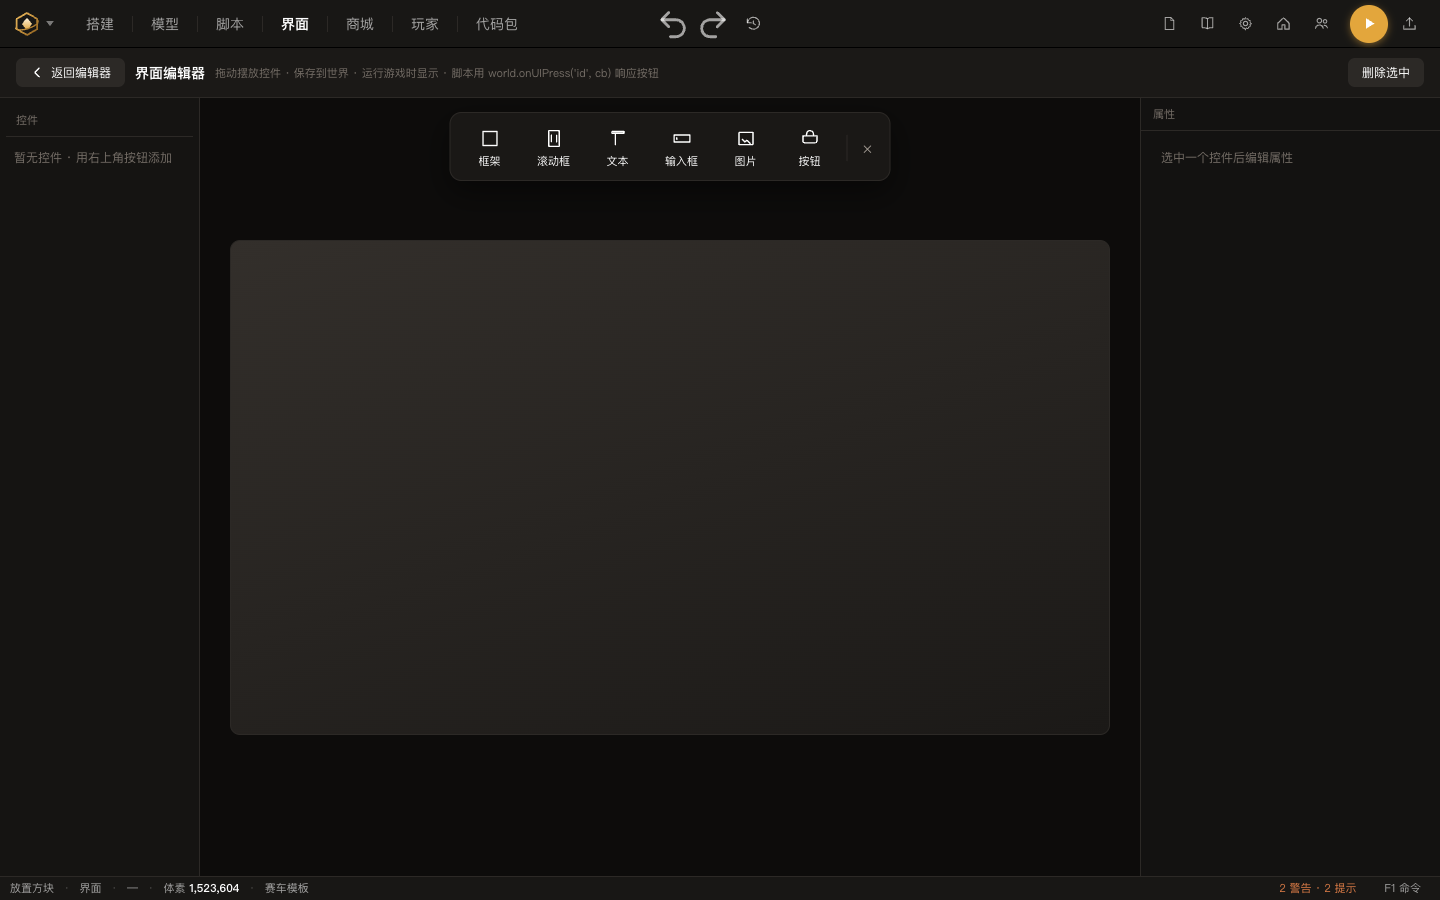 搭建 模型 脚本 界面 商城 玩家 代码包
返回编辑器 界面编辑器 拖动摆放控件 · 保存到世界 · 运行游戏时显示 · 脚本用 world.onUIPress('id', cb) 响应按钮 删除选中
控件
暂无控件 · 用右上角按钮添加
框架 滚动框 文本 输入框 图片 按钮 ×
属性
选中一个控件后编辑属性
放置方块 · 界面 · — · 体素 1,523,604 · 赛车模板 2 警告 · 2 提示 F1 命令